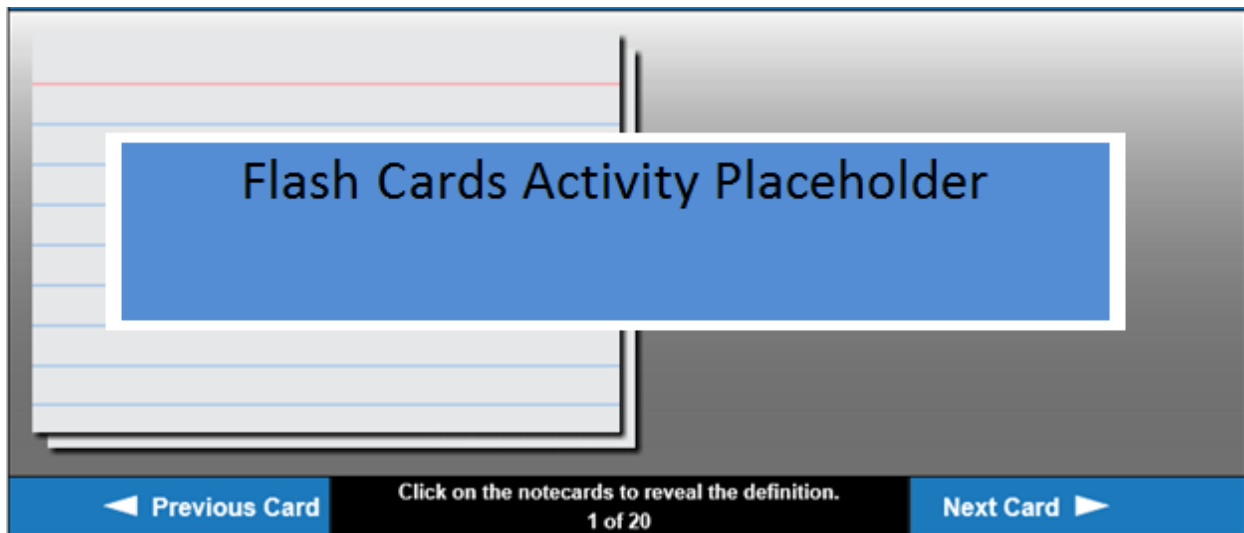 Flash Cards Activity Placeholder
Previous Card
Click on the notecards to reveal the definition.
1 of 20
Next Card